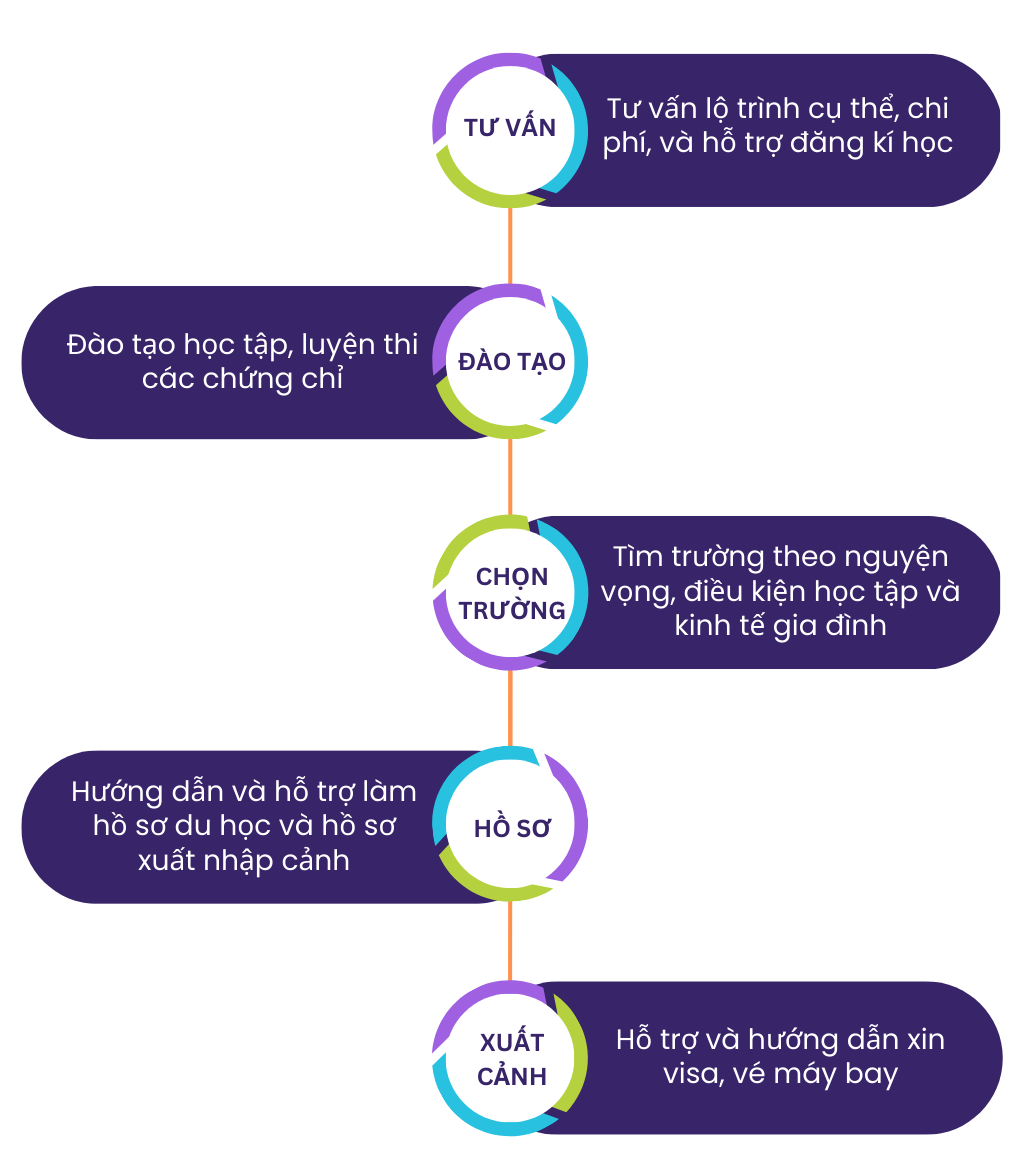 TƯ VẤN
Tư vấn lộ trình cụ thể, chi
phí, và hỗ trợ đăng kí học
ĐÀO TẠO
Đào tạo học tập, luyện thi
các chứng chỉ
CHỌN
TRƯỜNG
Tìm trường theo nguyện
vọng, điều kiện học tập và
kinh tế gia đình
HỒ SƠ
Hướng dẫn và hỗ trợ làm
hồ sơ du học và hồ sơ
xuất nhập cảnh
XUẤT
CẢNH
Hỗ trợ và hướng dẫn xin
visa, vé máy bay